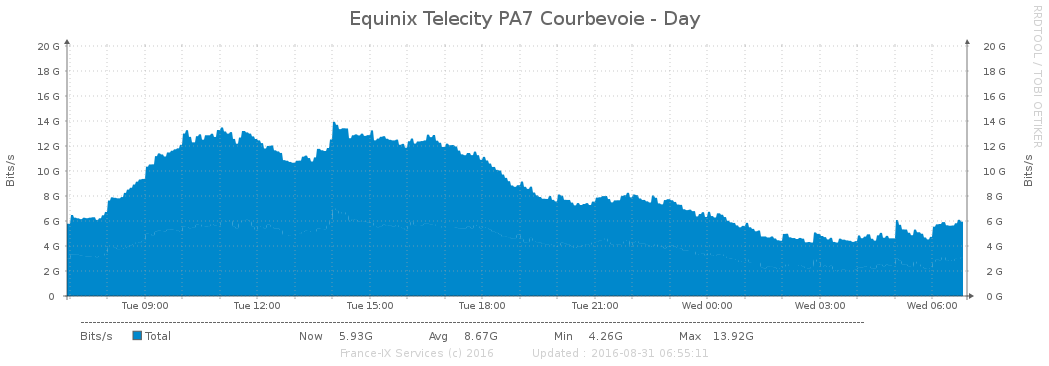 Equinix Telecity PA7 Courbevoie - Day
RRDTOOL / TOBI OETIKER
Bits/s
Bits/s
20 G 20 G
18 G 18 G
16 G 16 G
14 G 14 G
12 G 12 G
10 G 10 G
8 G 8 G
6 G 6 G
4 G 4 G
2 G 2 G
0 0 G
Tue 09:00 Tue 12:00 Tue 15:00 Tue 18:00 Tue 21:00 Wed 00:00 Wed 03:00 Wed 06:00
Bits/s Total Now 5.93G Avg 8.67G Min 4.26G Max 13.92G
France-IX Services (c) 2016 Updated : 2016-08-31 06:55:11